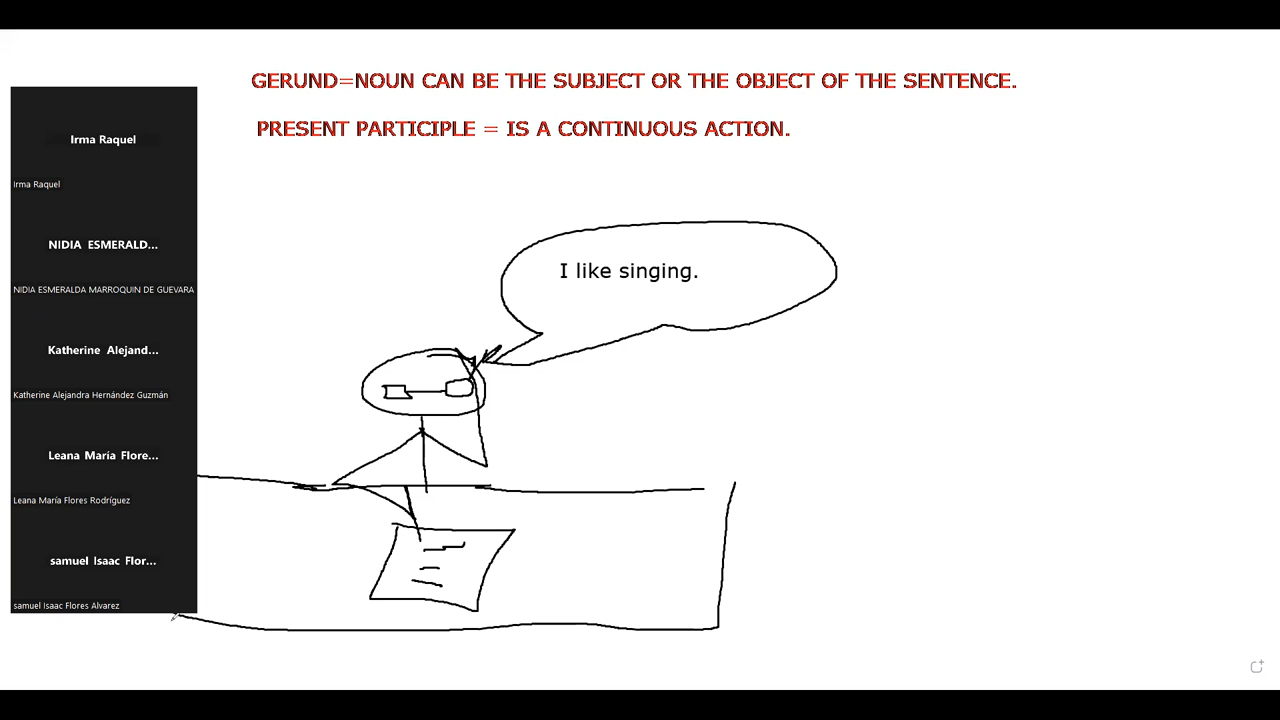 GERUND=NOUN CAN BE THE SUBJECT OR THE OBJECT OF THE SENTENCE.
PRESENT PARTICIPLE = IS A CONTINUOUS ACTION.
Irma Raquel
Irma Raquel
NIDIA ESMERALD...
NIDIA ESMERALDA MARROQUIN DE GUEVARA
Katherine Alejand...
Katherine Alejandra Hernández Guzmán
Leana María Flore...
Leana María Flores Rodríguez
samuel Isaac Flor...
samuel Isaac Flores Alvarez
I like singing.